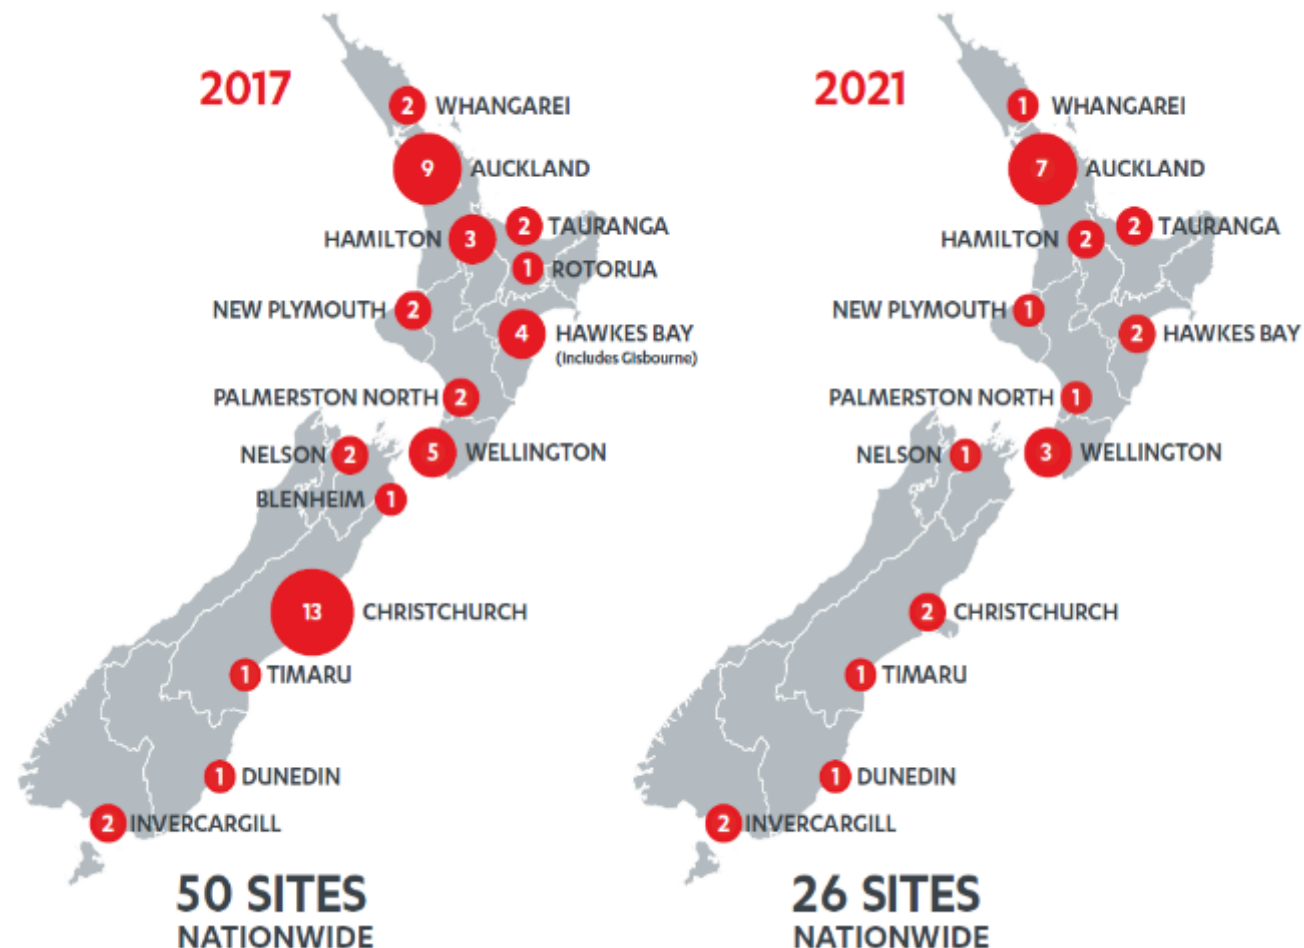 2017
2 WHANGAREI
9 AUCKLAND
2 TAURANGA
HAMILTON 3
1 ROTORUA
NEW PLYMOUTH 2
4 HAWKES BAY
(Includes Gisbourne)
PALMERSTON NORTH 2
NELSON 2
5 WELLINGTON
BLENHEIM 1
13 CHRISTCHURCH
1 TIMARU
1 DUNEDIN
2 INVERCARGILL
50 SITES
NATIONWIDE
2021
1 WHANGAREI
7 AUCKLAND
2 TAURANGA
HAMILTON 2
NEW PLYMOUTH 1
2 HAWKES BAY
PALMERSTON NORTH 1
NELSON 1
3 WELLINGTON
2 CHRISTCHURCH
1 TIMARU
1 DUNEDIN
2 INVERCARGILL
26 SITES
NATIONWIDE